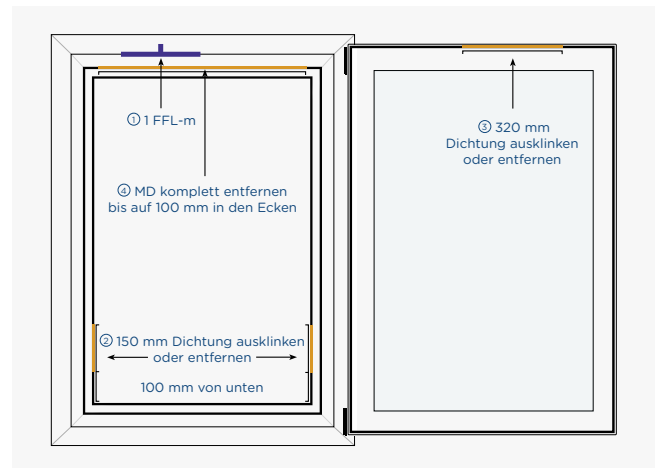 ① 1 FFL-m
③ 320 mm
Dichtung ausklinken
oder entfernen
④ MD komplett entfernen
bis auf 100 mm in den Ecken
② 150 mm Dichtung ausklinken
oder entfernen
100 mm von unten